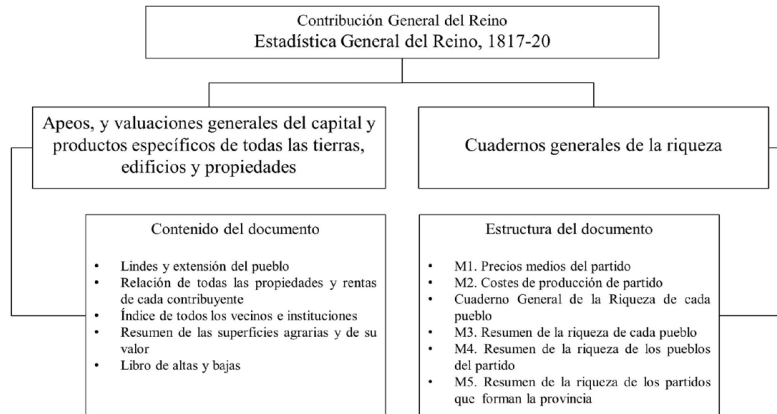 Contribución General del Reino
Estadística General del Reino, 1817-20
Apeos, y valuaciones generales del capital y
productos específicos de todas las tierras,
edificios y propiedades
Cuadernos generales de la riqueza
Contenido del documento
• Lindes y extensión del pueblo
• Relación de todas las propiedades y rentas
de cada contribuyente
• Índice de todos los vecinos e instituciones
• Resumen de las superficies agrarias y de su
valor
• Libro de altas y bajas
Estructura del documento
• M1. Precios medios del partido
• M2. Costes de producción de partido
• Cuaderno General de la Riqueza de cada
pueblo
• M3. Resumen de la riqueza de cada pueblo
• M4. Resumen de la riqueza de los pueblos
del partido
• M5. Resumen de la riqueza de los partidos
que forman la provincia